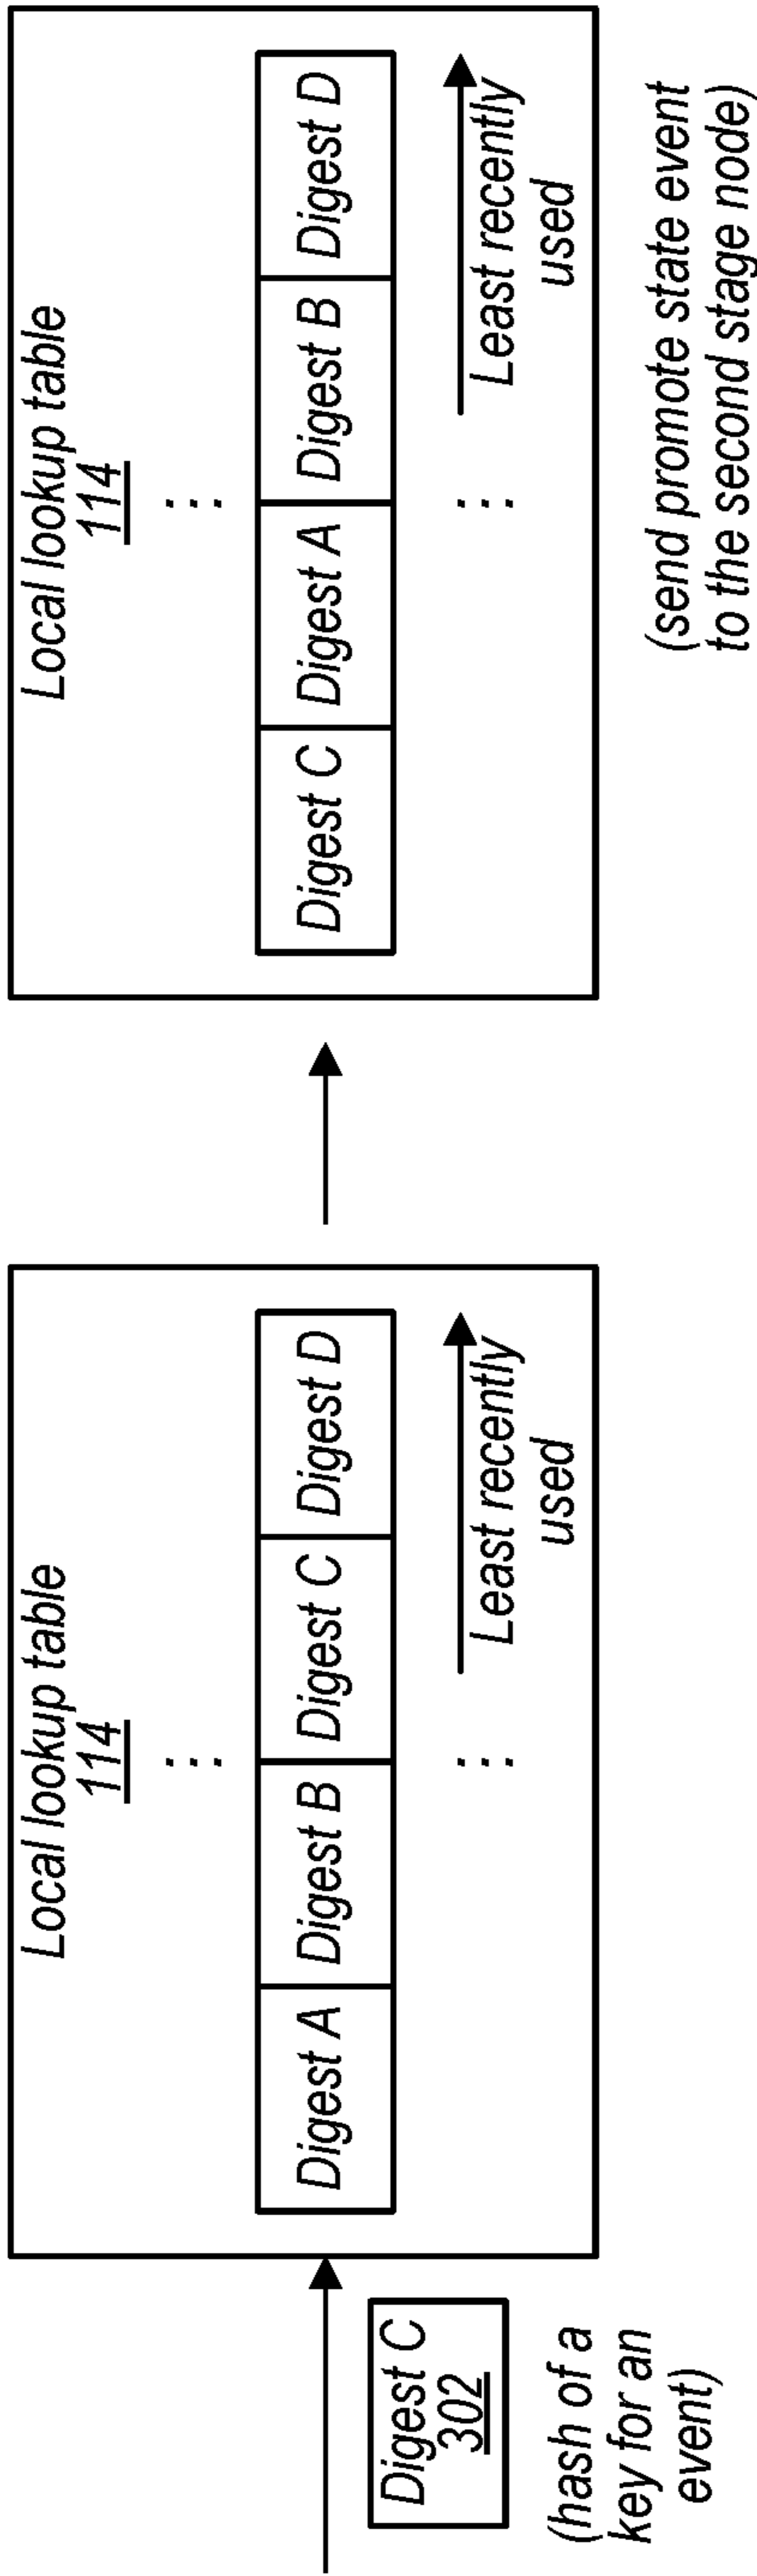 Digest C
302
(hash of a
key for an
event)
Local lookup table
114
...
Digest A
Digest B
Digest C
Digest D
...
Least recently
used
Local lookup table
114
...
Digest C
Digest A
Digest B
Digest D
...
Least recently
used
(send promote state event
to the second stage node)